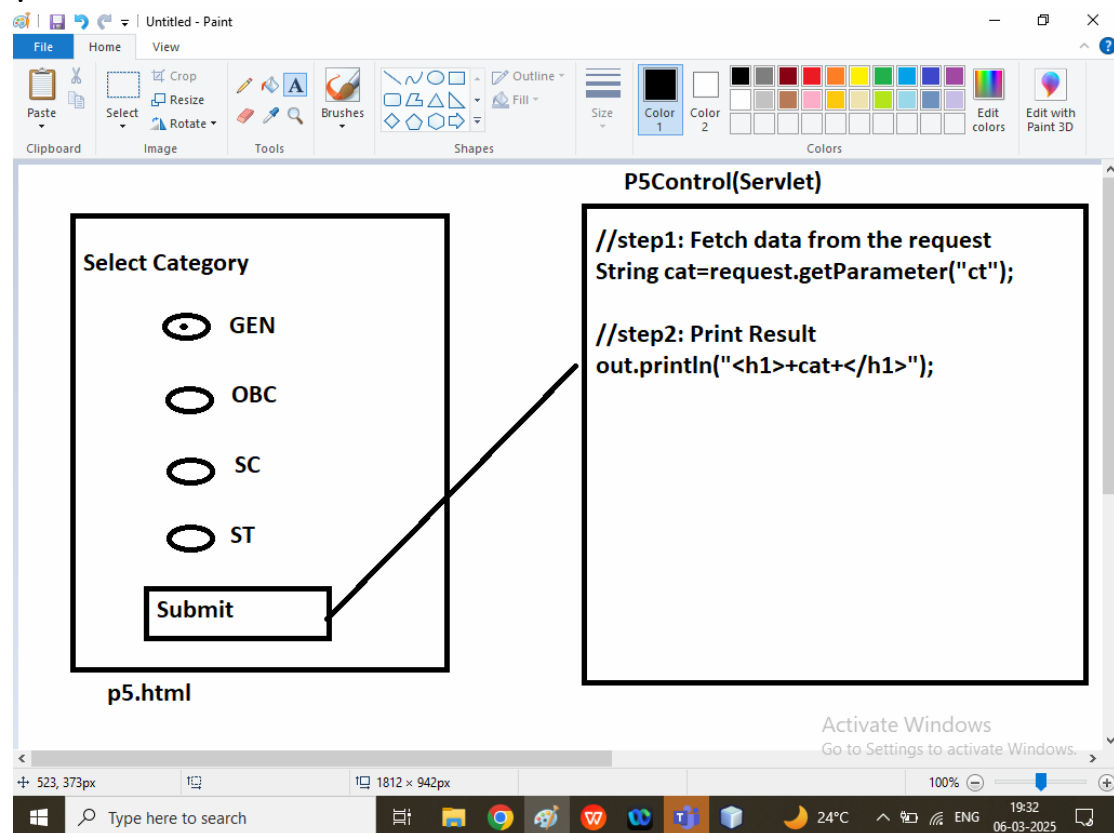 Untitled - Paint
File Home View
Paste
Select
Crop
Resize
Rotate
Brushes
Outline
Fill
Size
Color 1
Color 2
Edit colors
Edit with Paint 3D
Clipboard Image Tools Shapes Colors
P5Control(Servlet)
Select Category
GEN
OBC
SC
ST
Submit
p5.html
//step1: Fetch data from the request
String cat=request.getParameter("ct");
//step2: Print Result
out.println("<h1>+cat+</h1>");
Activate Windows
Go to Settings to activate Windows.
523, 373px 1812 × 942px 100%
Type here to search 24°C ENG 19:32
06-03-2025